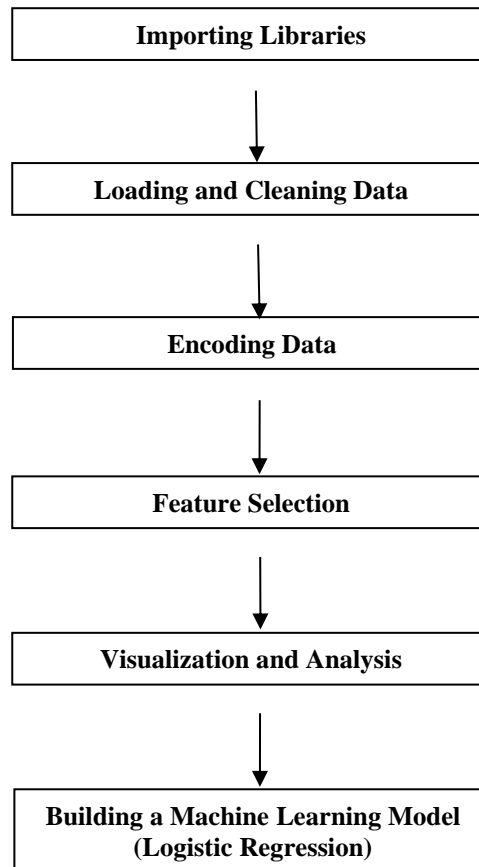 Importing Libraries
Loading and Cleaning Data
Encoding Data
Feature Selection
Visualization and Analysis
Building a Machine Learning Model
(Logistic Regression)